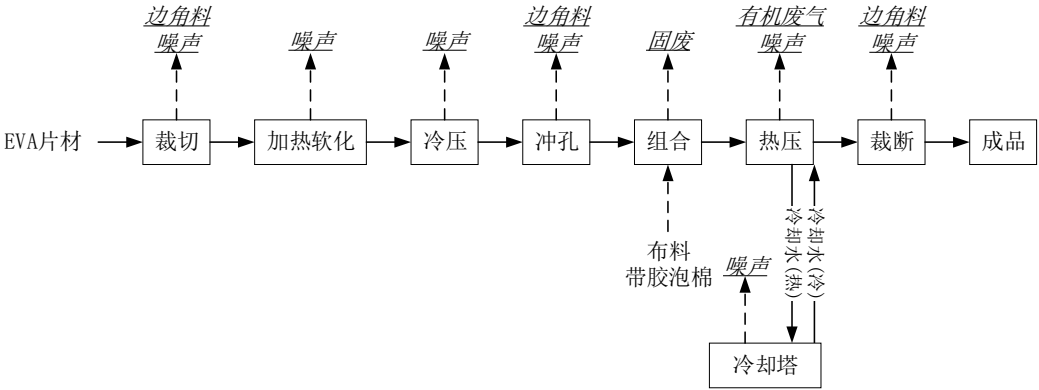 边角料
噪声
噪声
噪声
边角料
噪声
固废
有机废气
噪声
边角料
噪声
EVA片材
裁切
加热软化
冷压
冲孔
组合
热压
裁断
成品
布料
带胶泡棉
噪声
冷却水(热)
冷却水(冷)
冷却塔